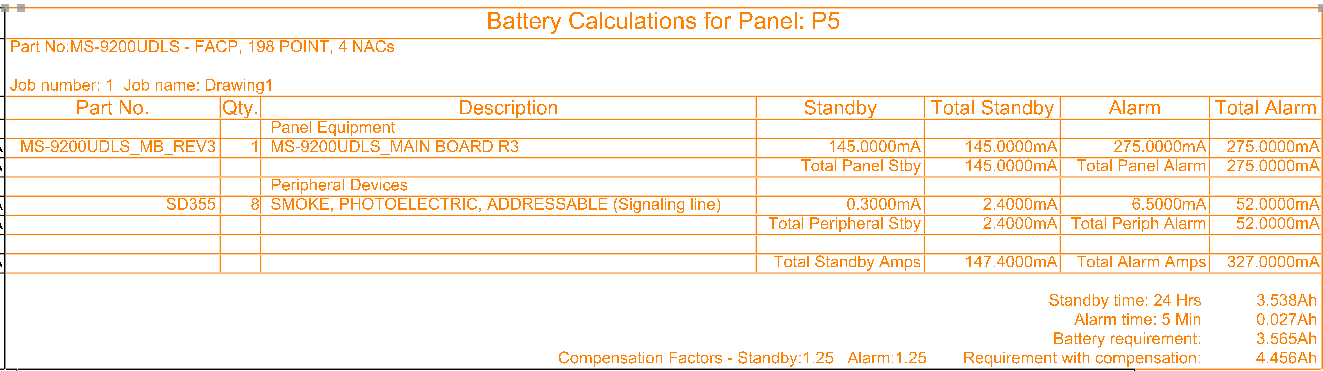 Battery Calculations for Panel: P5
Part No:MS-9200UDLS - FACP, 198 POINT, 4 NACs
Job number: 1 Job name: Drawing1
Part No. Qty. Description Standby Total Standby Alarm Total Alarm
Panel Equipment
MS-9200UDLS_MB_REV3 1 MS-9200UDLS_MAIN BOARD R3 145.0000mA 145.0000mA 275.0000mA 275.0000mA
Total Panel Stby 145.0000mA Total Panel Alarm 275.0000mA
Peripheral Devices
SD355 8 SMOKE, PHOTOELECTRIC, ADDRESSABLE (Signaling line) 0.3000mA 2.4000mA 6.5000mA 52.0000mA
Total Peripheral Stby 2.4000mA Total Periph Alarm 52.0000mA
Total Standby Amps 147.4000mA Total Alarm Amps 327.0000mA
Standby time: 24 Hrs 3.538Ah
Alarm time: 5 Min 0.027Ah
Battery requirement: 3.565Ah
Compensation Factors - Standby:1.25 Alarm:1.25 Requirement with compensation: 4.456Ah